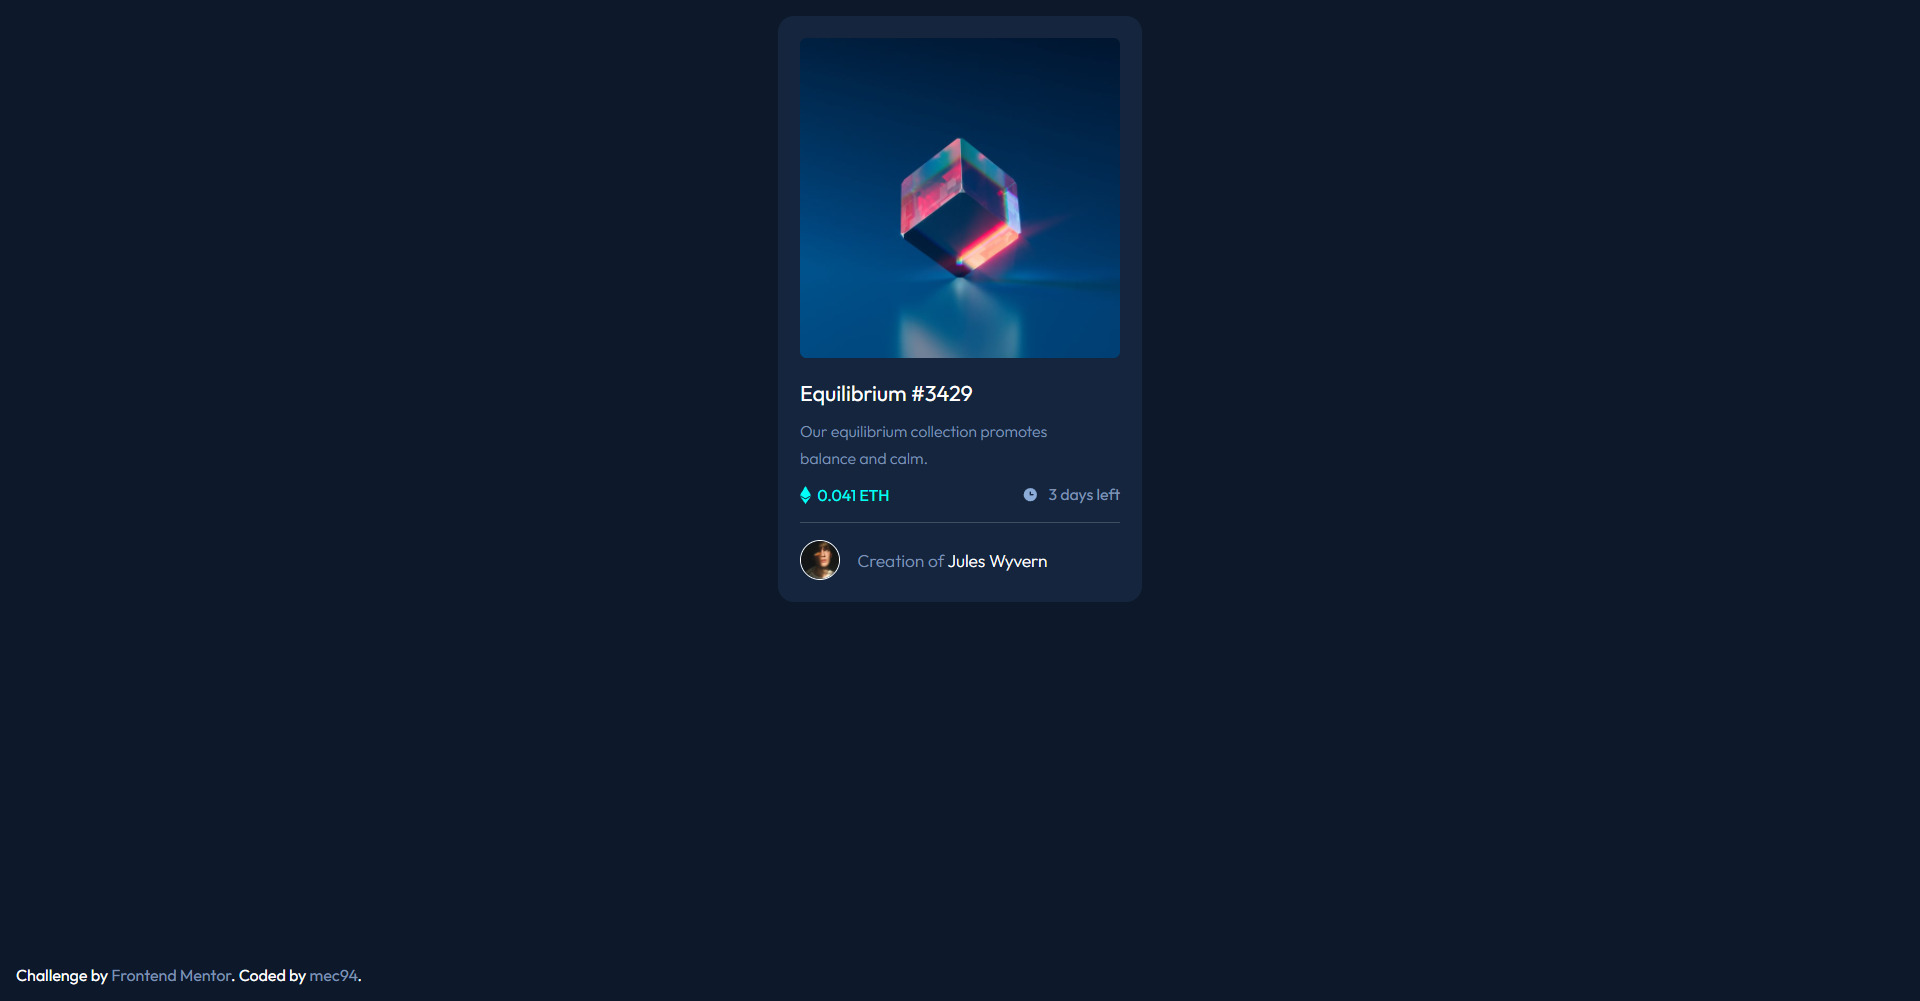 Equilibrium #3429
Our equilibrium collection promotes
balance and calm.
0.041 ETH
3 days left
Creation of Jules Wyvern
Challenge by Frontend Mentor. Coded by mec94.